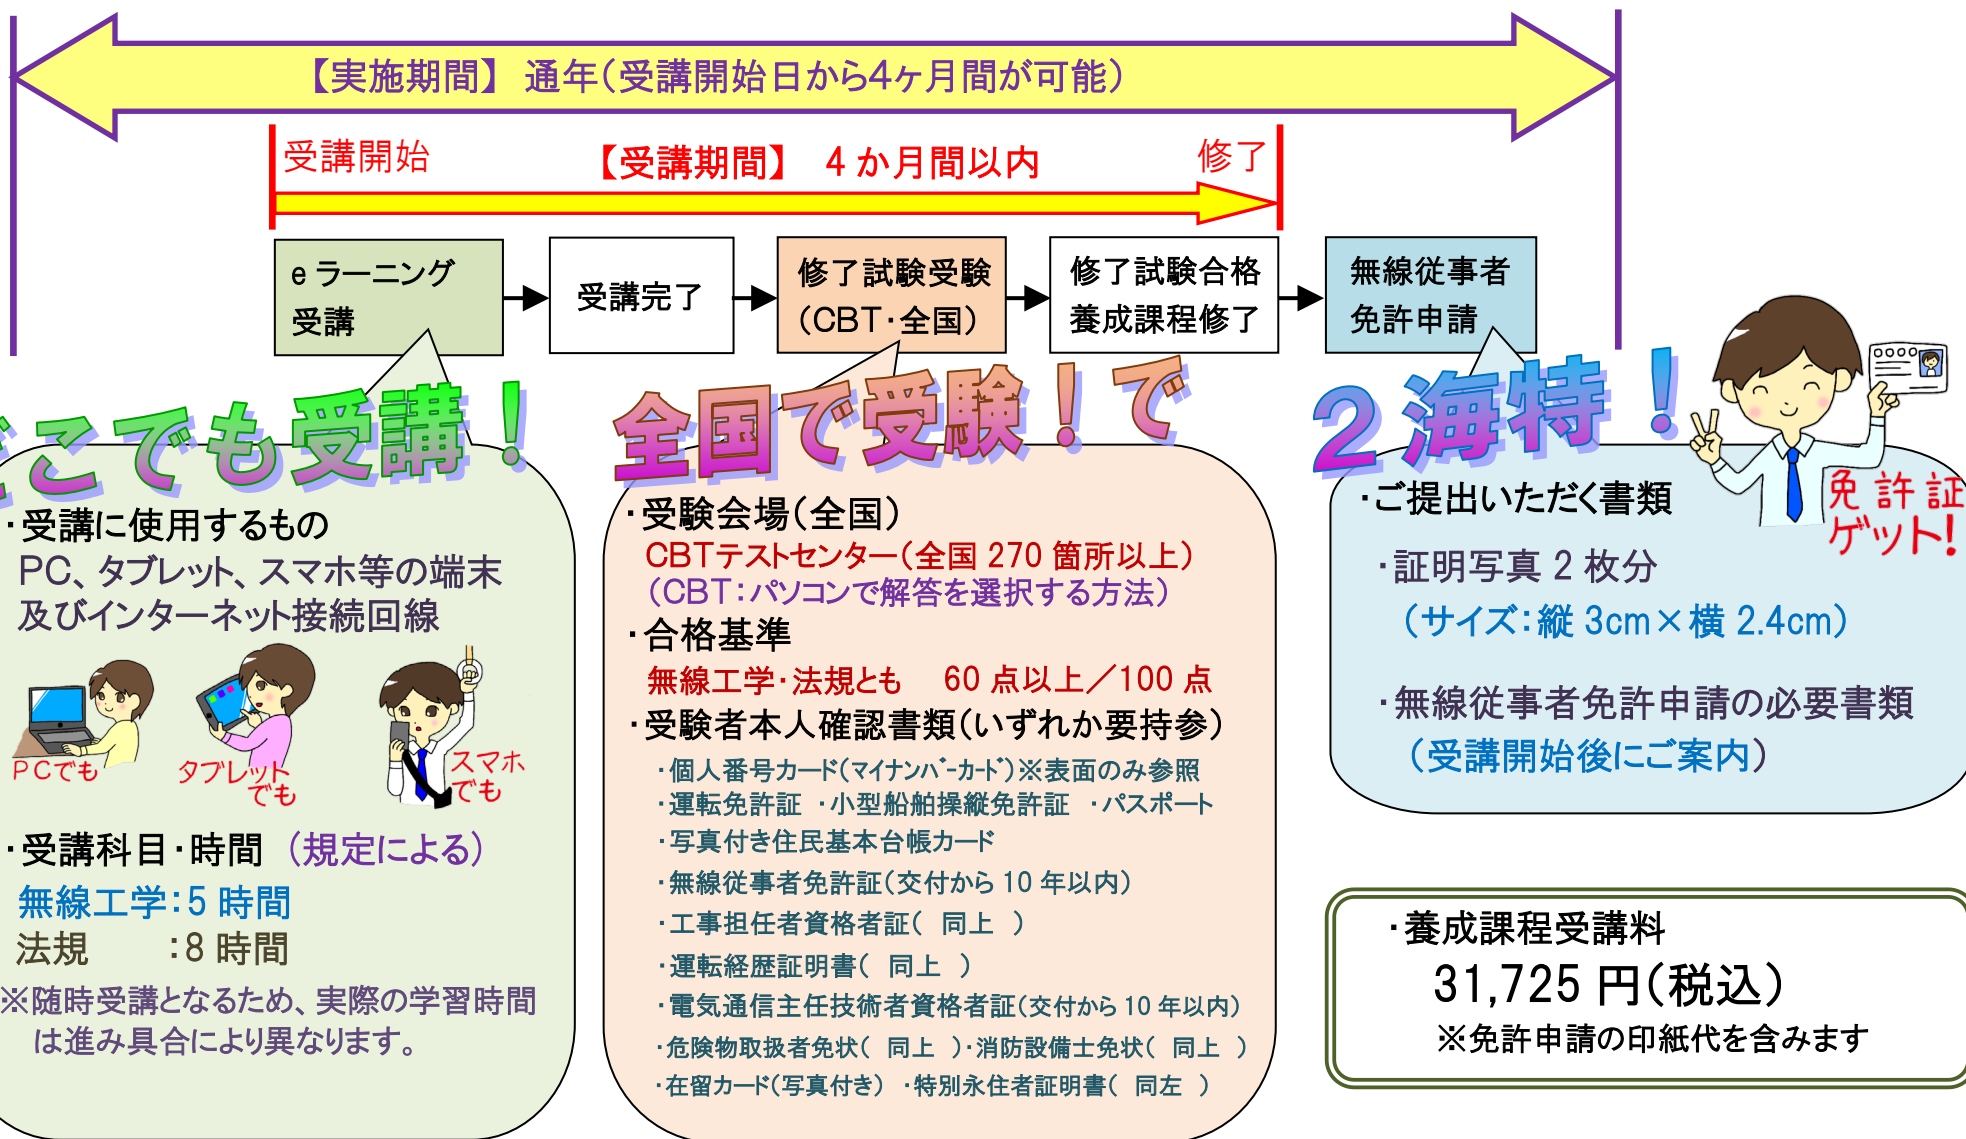 【実施期間】 通年（受講開始日から4ヶ月間が可能）
受講開始 【受講期間】 4か月間以内 修了
eラーニング
受講
受講完了
修了試験受験
（CBT・全国）
修了試験合格
養成課程修了
無線従事者
免許申請
どこでも受講！
・受講に使用するもの
PC、タブレット、スマホ等の端末
及びインターネット接続回線
PCでも
タブレット
でも
スマホ
でも
・受講科目・時間 （規定による）
無線工学：5時間
法規 ：8時間
※随時受講となるため、実際の学習時間
は進み具合により異なります。
全国で受験！で
・受験会場（全国）
CBTテストセンター（全国270箇所以上）
（CBT：パソコンで解答を選択する方法）
・合格基準
無線工学・法規とも 60点以上／100点
・受験者本人確認書類（いずれか要持参）
・個人番号カード（マイナンバーカード）※表面のみ参照
・運転免許証 ・小型船舶操縦免許証 ・パスポート
・写真付き住民基本台帳カード
・無線従事者免許証（交付から10年以内）
・工事担任者資格者証（ 同上 ）
・運転経歴証明書（ 同上 ）
・電気通信主任技術者資格者証（交付から10年以内）
・危険物取扱者免状（ 同上 ）・消防設備士免状（ 同上 ）
・在留カード（写真付き） ・特別永住者証明書（ 同左 ）
２海特！
免許証
ゲット！
・ご提出いただく書類
・証明写真2枚分
（サイズ：縦3cm×横2.4cm）
・無線従事者免許申請の必要書類
（受講開始後にご案内）
・養成課程受講料
31,725円（税込）
※免許申請の印紙代を含みます